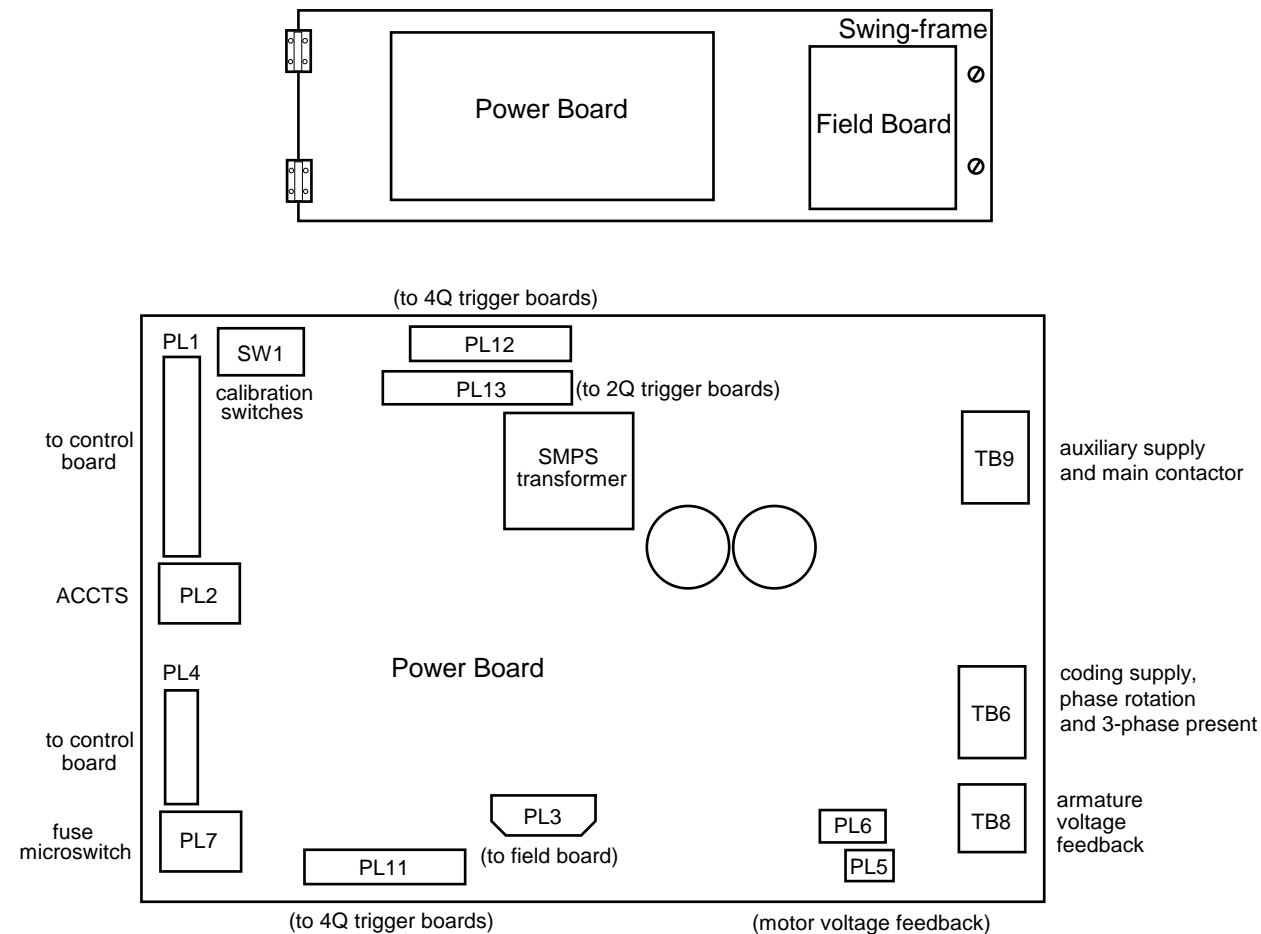 Swing-frame
Power Board
Field Board
(to 4Q trigger boards)
PL1
SW1
calibration
switches
PL12
PL13
(to 2Q trigger boards)
to control
board
SMPS
transformer
TB9
auxiliary supply
and main contactor
ACCTS
PL2
Power Board
PL4
to control
board
TB6
coding supply,
phase rotation
and 3-phase present
fuse
microswitch
PL7
PL3
(to field board)
PL11
PL6
PL5
TB8
armature
voltage
feedback
(to 4Q trigger boards)
(motor voltage feedback)